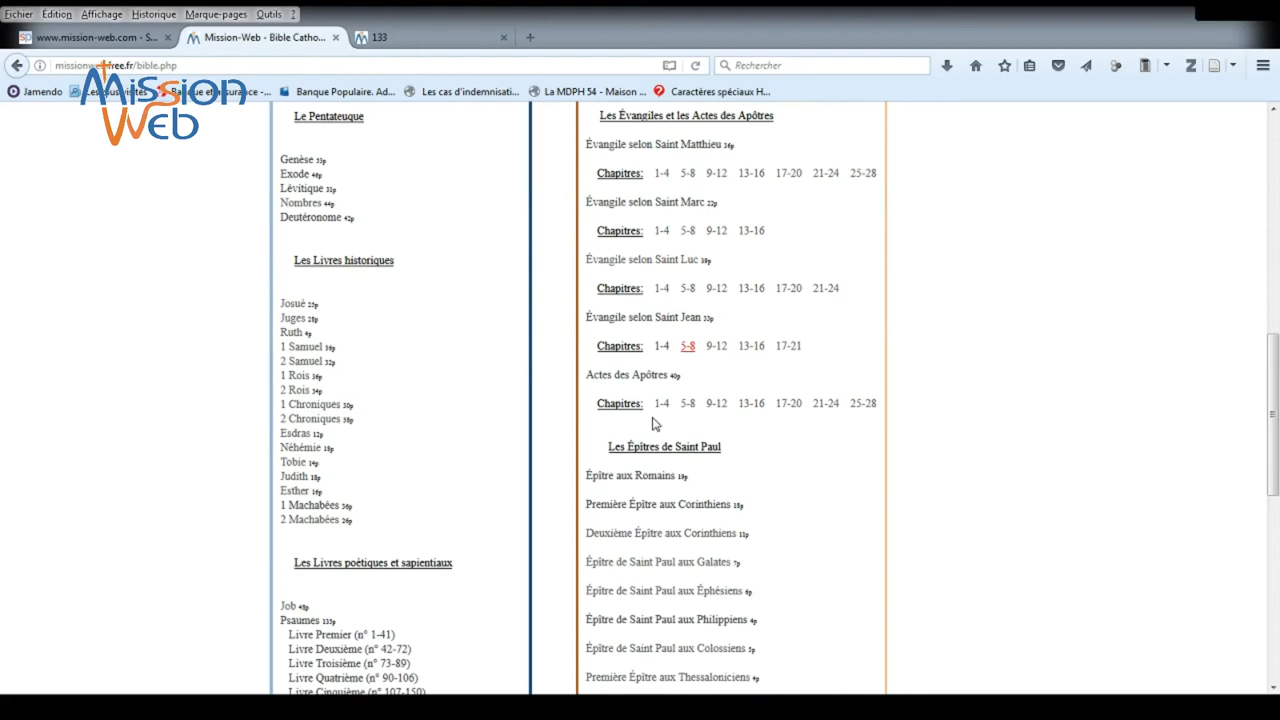 Fichier Édition Affichage Historique Marque-pages Outils ?
www.mission-web.com - S... Mission-Web - Bible Catho... 133
missionweb.free.fr/bible.php Rechercher
Jamendo Les plus visités Banque et assurance -... Banque Populaire. Ad... Les cas d'indemnisati... La MDPH 54 - Maison ... Caractères spéciaux H...
Mission
Web
Le Pentateuque
Genèse 53p
Exode 46p
Lévitique 31p
Nombres 44p
Deutéronome 42p
Les Livres historiques
Josué 25p
Juges 28p
Ruth 4p
1 Samuel 36p
2 Samuel 32p
1 Rois 36p
2 Rois 34p
1 Chroniques 30p
2 Chroniques 38p
Esdras 12p
Néhémie 18p
Tobie 14p
Judith 18p
Esther 16p
1 Machabées 36p
2 Machabées 26p
Les Livres poétiques et sapientiaux
Job 48p
Psaumes 135p
Livre Premier (n° 1-41)
Livre Deuxième (n° 42-72)
Livre Troisième (n° 73-89)
Livre Quatrième (n° 90-106)
Livre Cinquième (n° 107-150)
Les Évangiles et les Actes des Apôtres
Évangile selon Saint Matthieu 36p
Chapitres: 1-4 5-8 9-12 13-16 17-20 21-24 25-28
Évangile selon Saint Marc 22p
Chapitres: 1-4 5-8 9-12 13-16
Évangile selon Saint Luc 38p
Chapitres: 1-4 5-8 9-12 13-16 17-20 21-24
Évangile selon Saint Jean 33p
Chapitres: 1-4 5-8 9-12 13-16 17-21
Actes des Apôtres 40p
Chapitres: 1-4 5-8 9-12 13-16 17-20 21-24 25-28
Les Épîtres de Saint Paul
Épître aux Romains 19p
Première Épître aux Corinthiens 18p
Deuxième Épître aux Corinthiens 11p
Épître de Saint Paul aux Galates 7p
Épître de Saint Paul aux Éphésiens 6p
Épître de Saint Paul aux Philippiens 4p
Épître de Saint Paul aux Colossiens 5p
Première Épître aux Thessaloniciens 4p